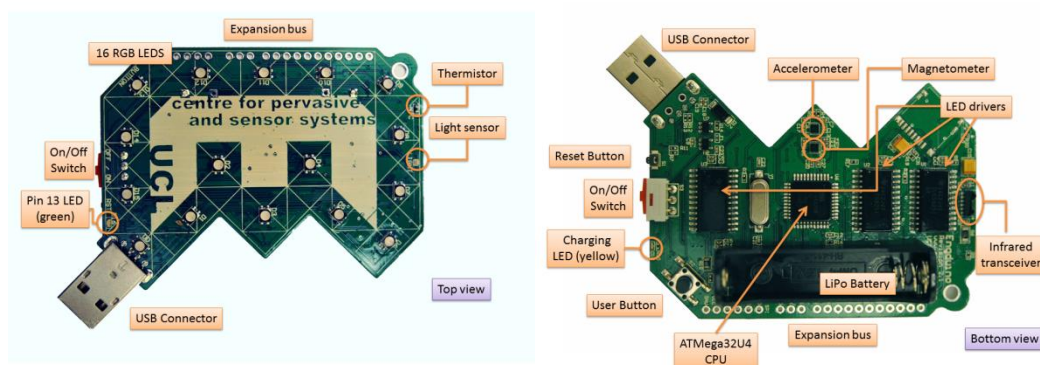 Expansion bus
16 RGB LEDS
Thermistor
centre for pervasive
and sensor systems
Light sensor
On/Off
Switch
UCL
Pin 13 LED
(green)
Top view
USB Connector
USB Connector
Accelerometer
Magnetometer
LED drivers
Reset Button
On/Off
Switch
Charging
LED (yellow)
Infrared
transceiver
LiPo Battery
User Button
ATMega32U4
CPU
Expansion bus
Bottom view